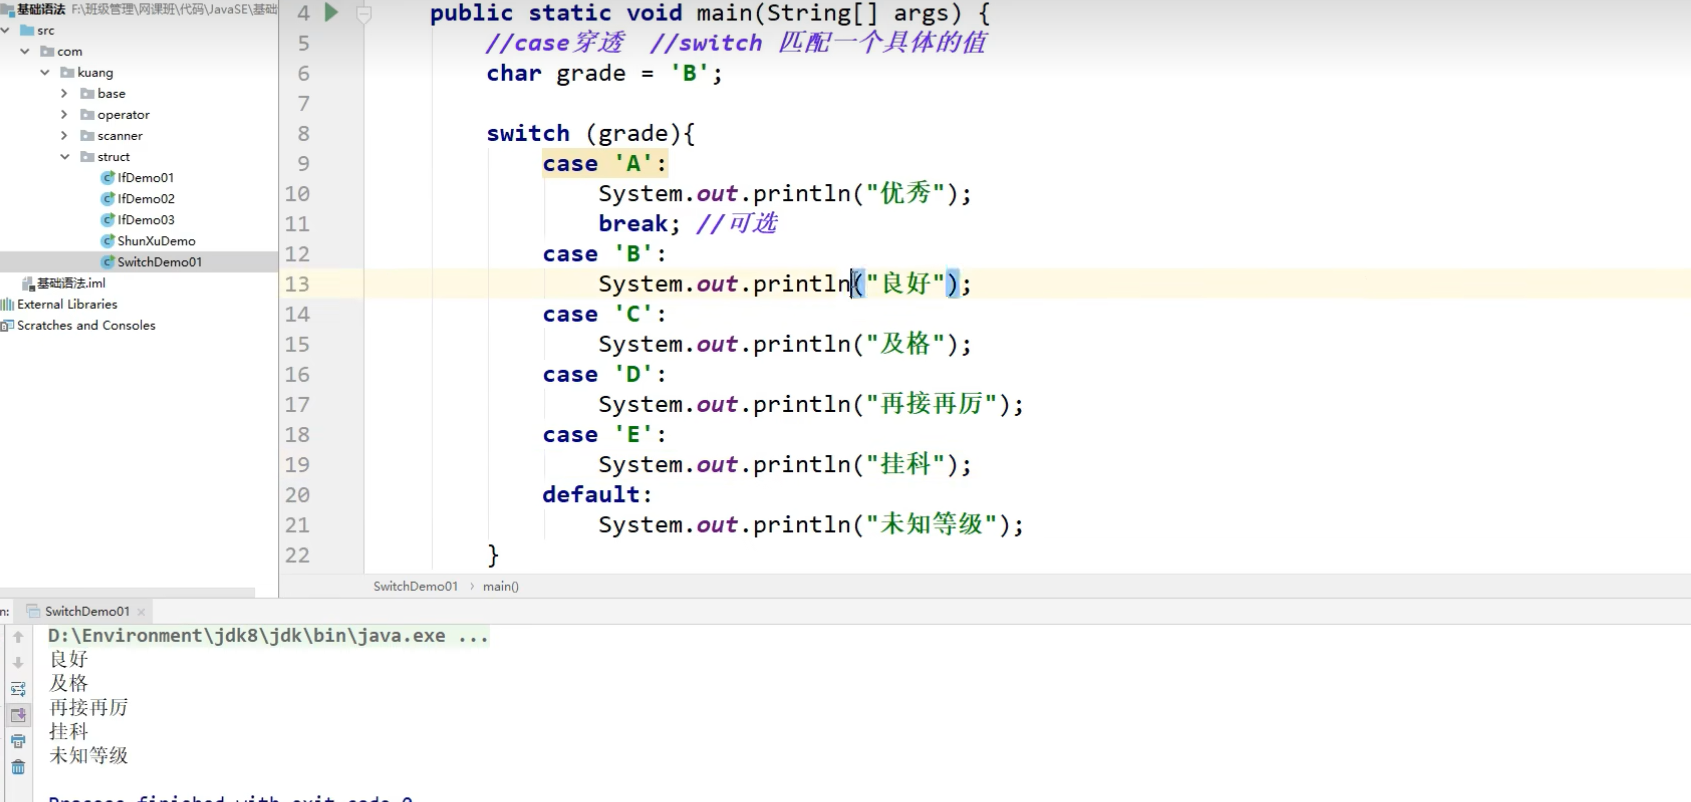 基础语法 F:\班级管理\网课班\代码\JavaSE\基础
src
com
kuang
base
operator
scanner
struct
IfDemo01
IfDemo02
IfDemo03
ShunXuDemo
SwitchDemo01
基础语法.iml
External Libraries
Scratches and Consoles
4 public static void main(String[] args) {
5 //case穿透 //switch 匹配一个具体的值
6 char grade = 'B';
7
8 switch (grade){
9 case 'A':
10 System.out.println("优秀");
11 break; //可选
12 case 'B':
13 System.out.println("良好");
14 case 'C':
15 System.out.println("及格");
16 case 'D':
17 System.out.println("再接再厉");
18 case 'E':
19 System.out.println("挂科");
20 default:
21 System.out.println("未知等级");
22 }
SwitchDemo01 › main()
n: SwitchDemo01 ×
D:\Environment\jdk8\jdk\bin\java.exe ...
良好
及格
再接再厉
挂科
未知等级
Process finished with exit code 0